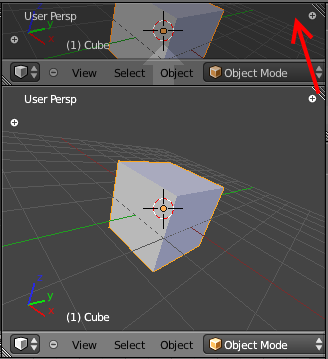 User Persp
z
y
x
(1) Cube
View Select Object Object Mode
User Persp
z
y
x
(1) Cube
View Select Object Object Mode